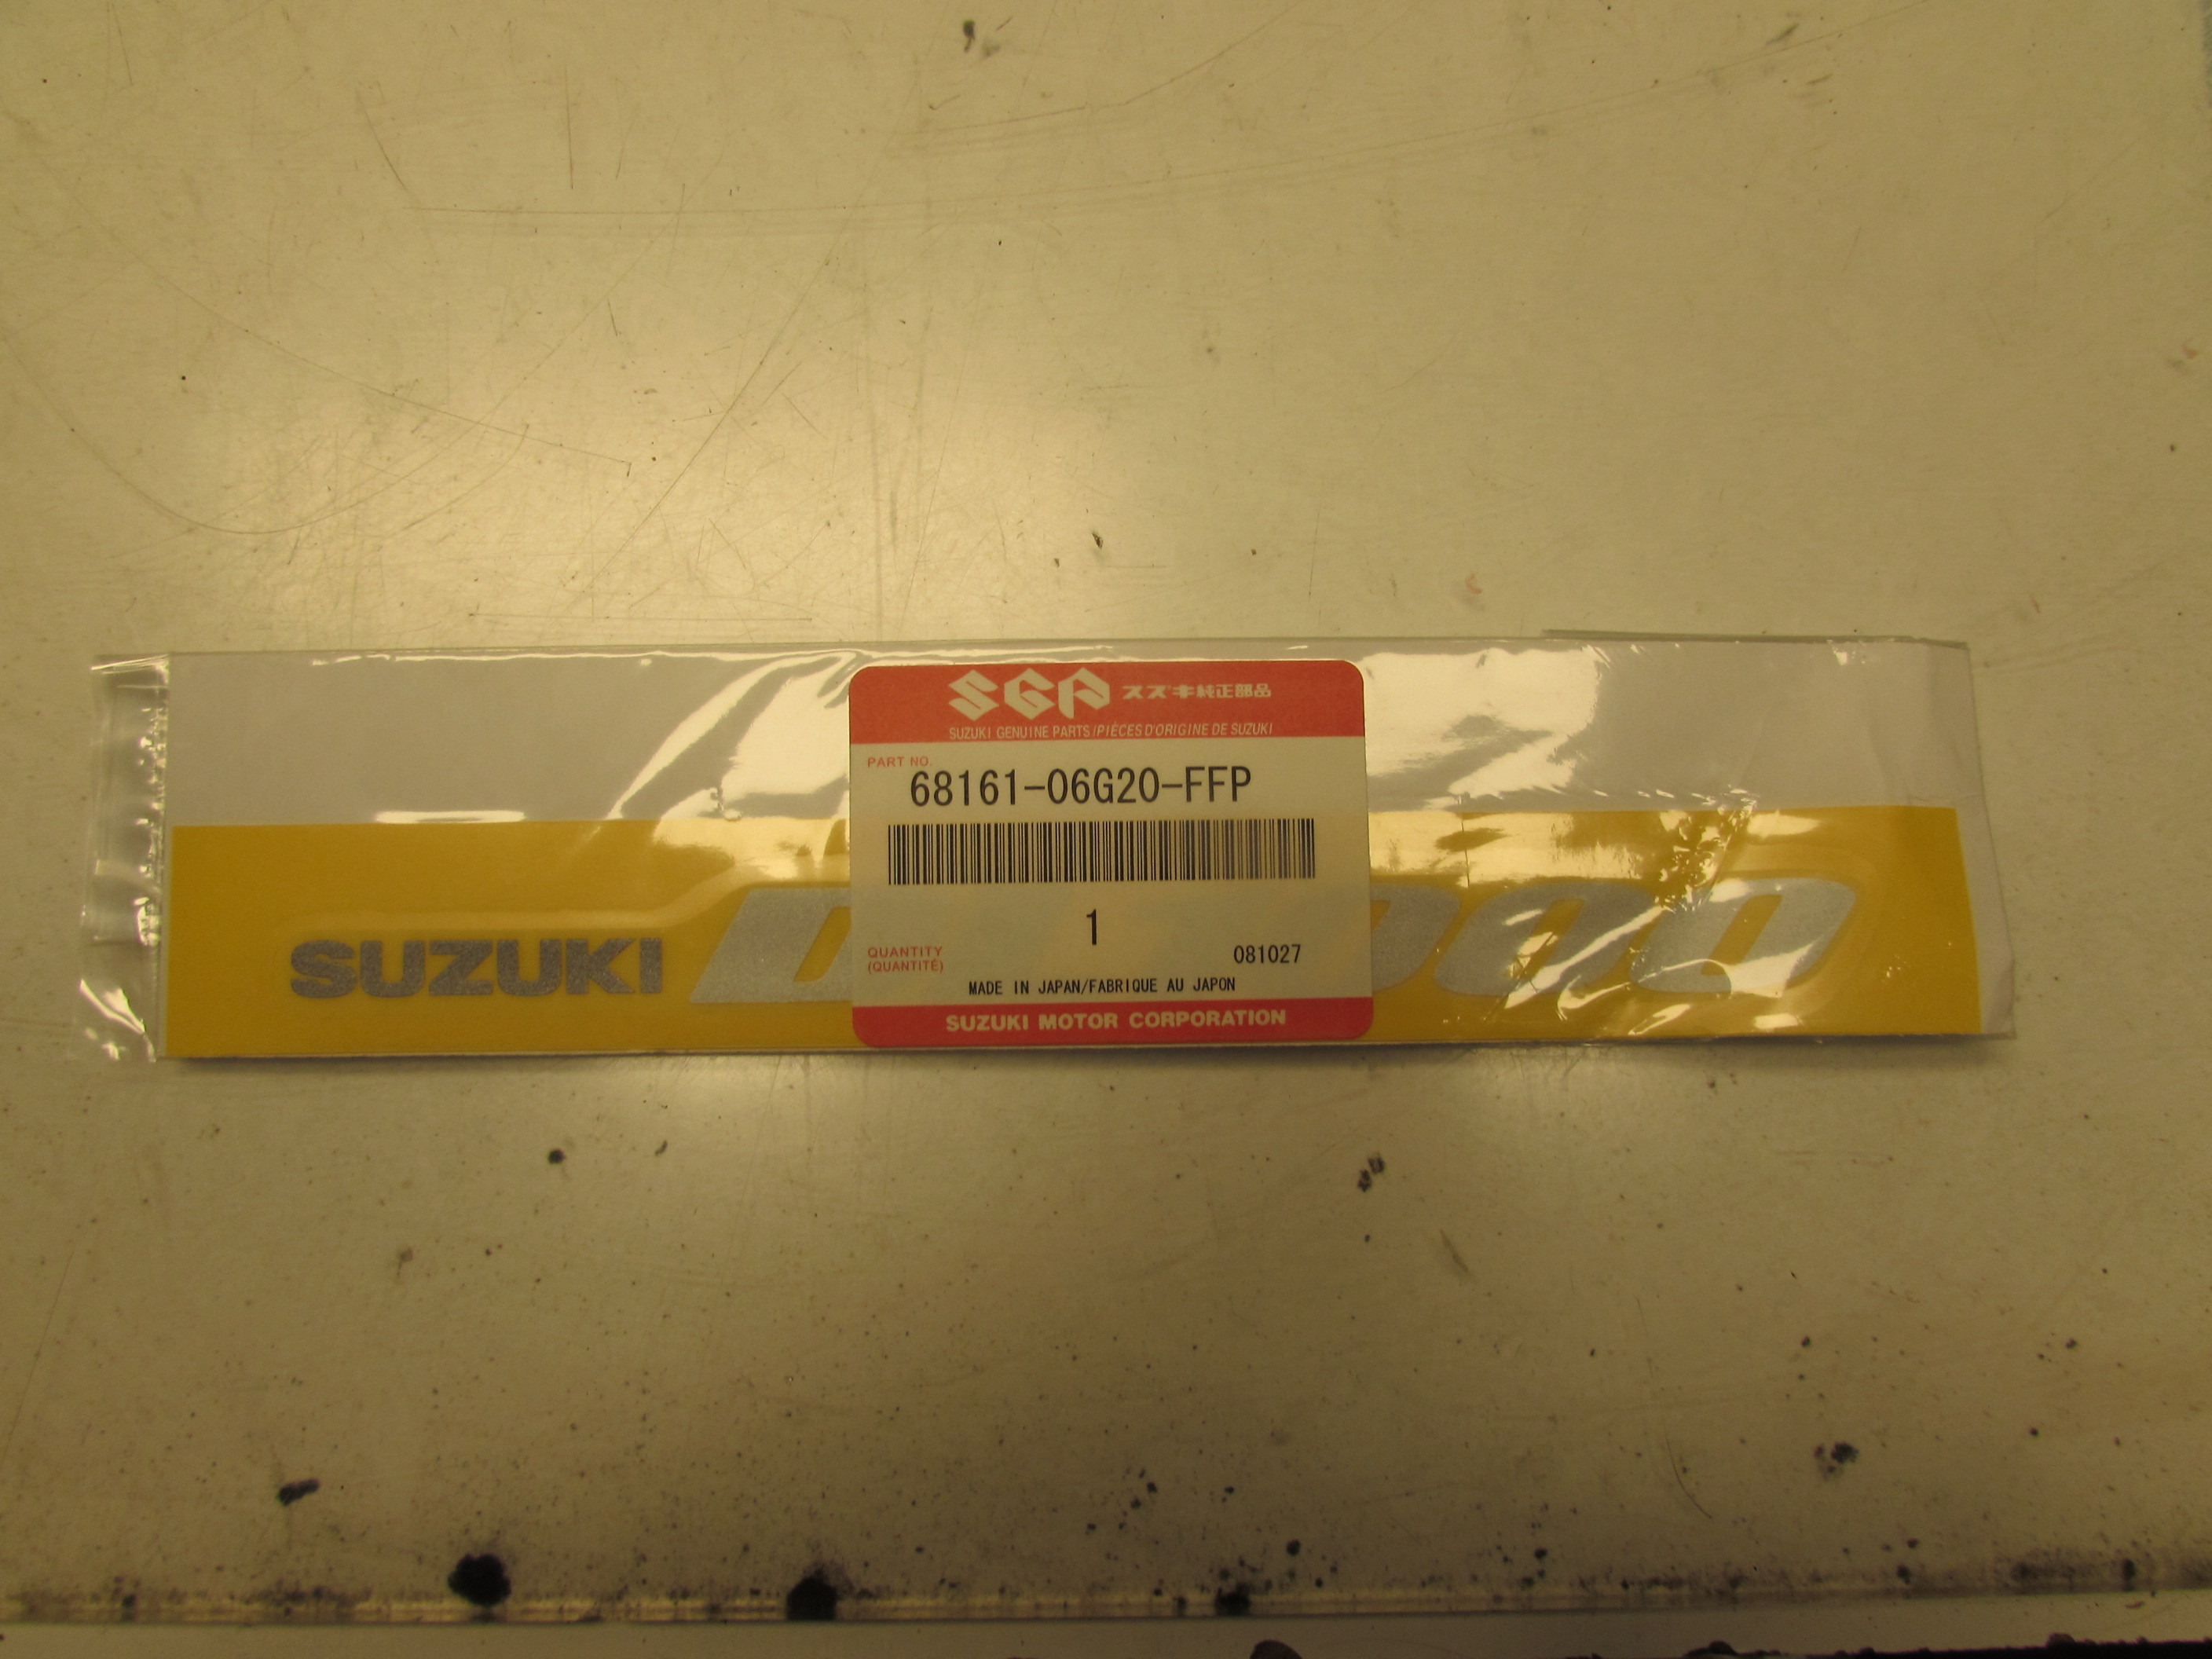 SGP スズキ純正部品
SUZUKI GENUINE PARTS/PIÈCES D'ORIGINE DE SUZUKI
PART NO.
68161-06G20-FFP
1
QUANTITY
(QUANTITÉ)
081027
MADE IN JAPAN/FABRIQUE AU JAPON
SUZUKI MOTOR CORPORATION
SUZUKI